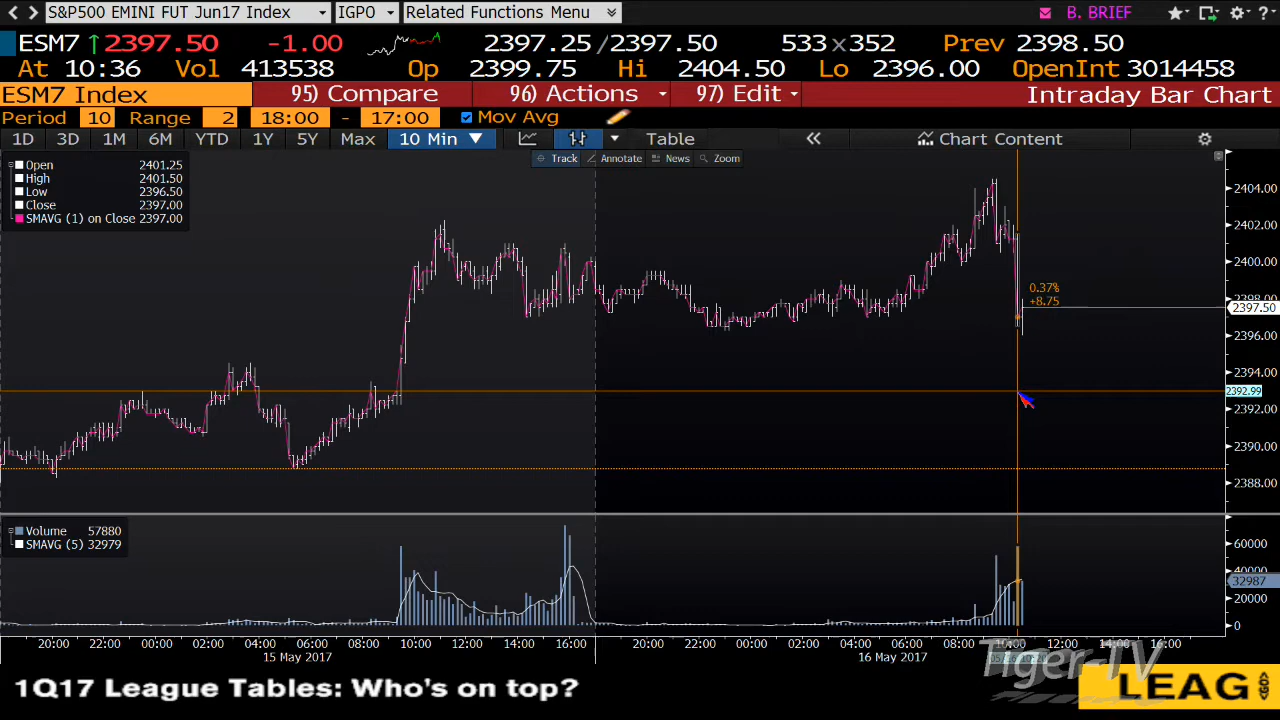 S&P500 EMINI FUT Jun17 Index IGPO Related Functions Menu B. BRIEF
ESM7 ↑2397.50 -1.00 2397.25/2397.50 533x352 Prev 2398.50
At 10:36 Vol 413538 Op 2399.75 Hi 2404.50 Lo 2396.00 OpenInt 3014458
ESM7 Index 95) Compare 96) Actions 97) Edit Intraday Bar Chart
Period 10 Range 2 18:00 - 17:00 Mov Avg
1D 3D 1M 6M YTD 1Y 5Y Max 10 Min ▼ Table « Chart Content
Track Annotate News Zoom
Open 2401.25
High 2401.50
Low 2396.50
Close 2397.00
SMAVG (1) on Close 2397.00
2404.00
2402.00
2400.00
0.37%
+8.75
2398.00
2397.50
2396.00
2394.00
2392.99
2392.00
2390.00
2388.00
Volume 57880
SMAVG (5) 32979
60000
40000
32987
20000
0
20:00 22:00 00:00 02:00 04:00 06:00 08:00 10:00 12:00 14:00 16:00 20:00 22:00 00:00 02:00 04:00 06:00 08:00 10:00 12:00 14:00 16:00
15 May 2017 16 May 2017
Tiger-TV
1Q17 League Tables: Who's on top? LEAG